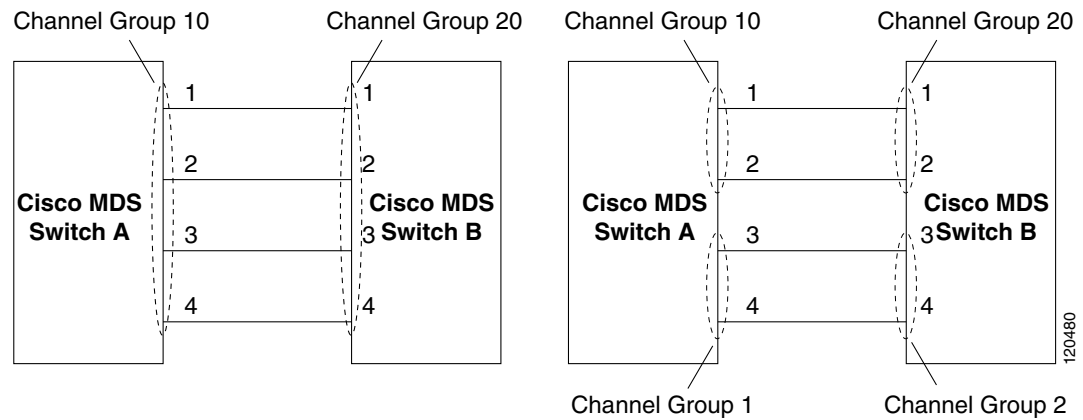 Channel Group 10
Channel Group 20
1
1
2
2
Cisco MDS
Switch A
Cisco MDS
Switch B
3
3
4
4
Channel Group 10
Channel Group 20
1
1
2
2
Cisco MDS
Switch A
Cisco MDS
Switch B
3
3
4
4
Channel Group 1
Channel Group 2
120480